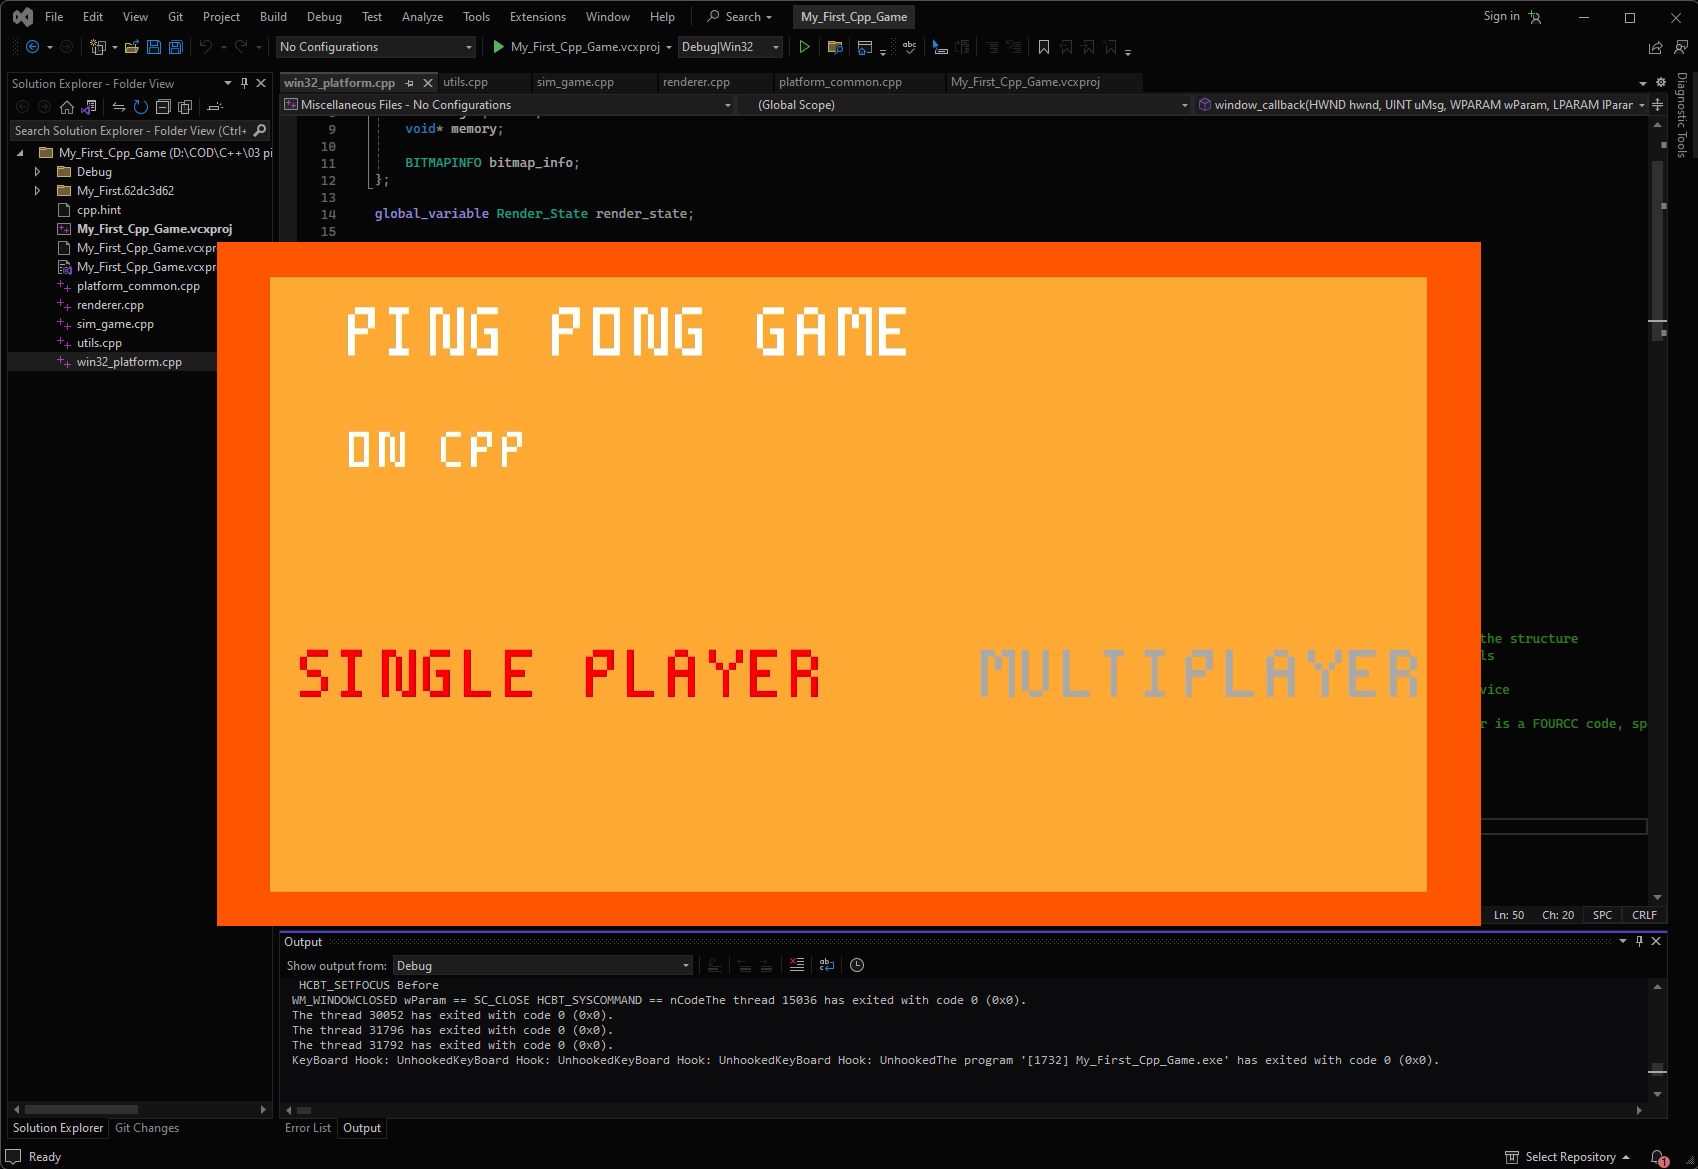 File Edit View Git Project Build Debug Test Analyze Tools Extensions Window Help Search My_First_Cpp_Game Sign in
No Configurations My_First_Cpp_Game.vcxproj Debug|Win32
Solution Explorer - Folder View
Search Solution Explorer - Folder View (Ctrl+
My_First_Cpp_Game (D:\COD\C++\03 pi
Debug
My_First.62dc3d62
cpp.hint
My_First_Cpp_Game.vcxproj
My_First_Cpp_Game.vcxpr
My_First_Cpp_Game.vcxpr
platform_common.cpp
renderer.cpp
sim_game.cpp
utils.cpp
win32_platform.cpp
win32_platform.cpp utils.cpp sim_game.cpp renderer.cpp platform_common.cpp My_First_Cpp_Game.vcxproj
Miscellaneous Files - No Configurations (Global Scope) window_callback(HWND hwnd, UINT uMsg, WPARAM wParam, LPARAM lParar
Diagnostic Tools
9 void* memory;
10
11 BITMAPINFO bitmap_info;
12 };
13
14 global_variable Render_State render_state;
15
PING PONG GAME
ON CPP
SINGLE PLAYER MULTIPLAYER
the structure
ls
vice
r is a FOURCC code, sp
Ln: 50 Ch: 20 SPC CRLF
Output
Show output from: Debug
HCBT_SETFOCUS Before
WM_WINDOWCLOSED wParam == SC_CLOSE HCBT_SYSCOMMAND == nCodeThe thread 15036 has exited with code 0 (0x0).
The thread 30052 has exited with code 0 (0x0).
The thread 31796 has exited with code 0 (0x0).
The thread 31792 has exited with code 0 (0x0).
KeyBoard Hook: UnhookedKeyBoard Hook: UnhookedKeyBoard Hook: UnhookedKeyBoard Hook: UnhookedThe program '[1732] My_First_Cpp_Game.exe' has exited with code 0 (0x0).
Solution Explorer Git Changes
Error List Output
Ready
Select Repository 1